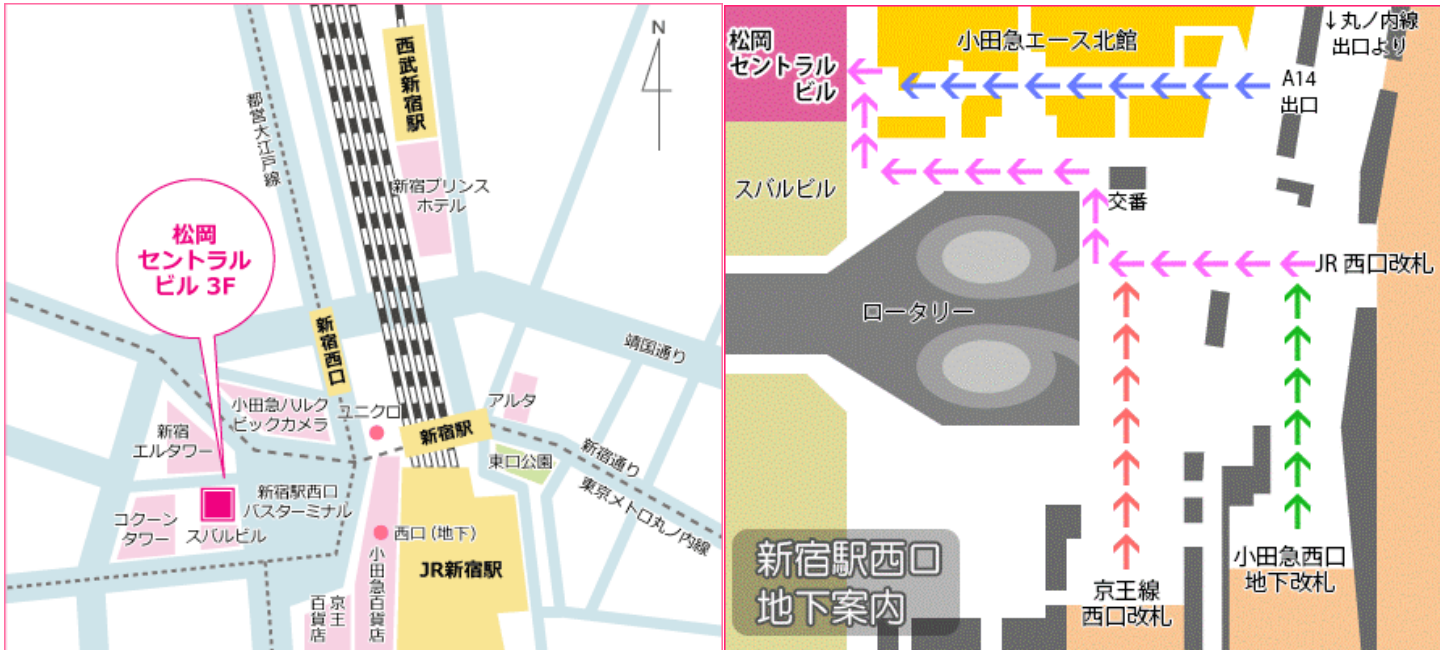 N
西武新宿駅
都営大江戸線
新宿プリンス
ホテル
松岡
セントラル
ビル 3F
新宿西口
靖国通り
小田急ハルク
ビックカメラ
ユニクロ
アルタ
新宿駅
新宿
エルタワー
東口公園
新宿通り
東京メトロ丸ノ内線
新宿駅西口
バスターミナル
コクーン
タワー
スバルビル
西口（地下）
JR新宿駅
小田急百貨店
京王
百貨店
松岡
セントラル
ビル
小田急エース北館
↓丸ノ内線
出口より
A14
出口
スバルビル
交番
JR 西口改札
ロータリー
新宿駅西口
地下案内
京王線
西口改札
小田急西口
地下改札